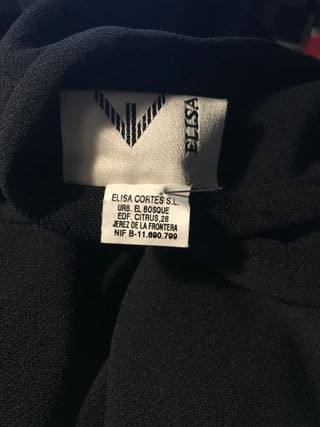 ELISA
ELISA CORTES S.L.
URB. EL BOSQUE
EDF. CITRUS,28
JEREZ DE LA FRONTERA
NIF B-11.690.799